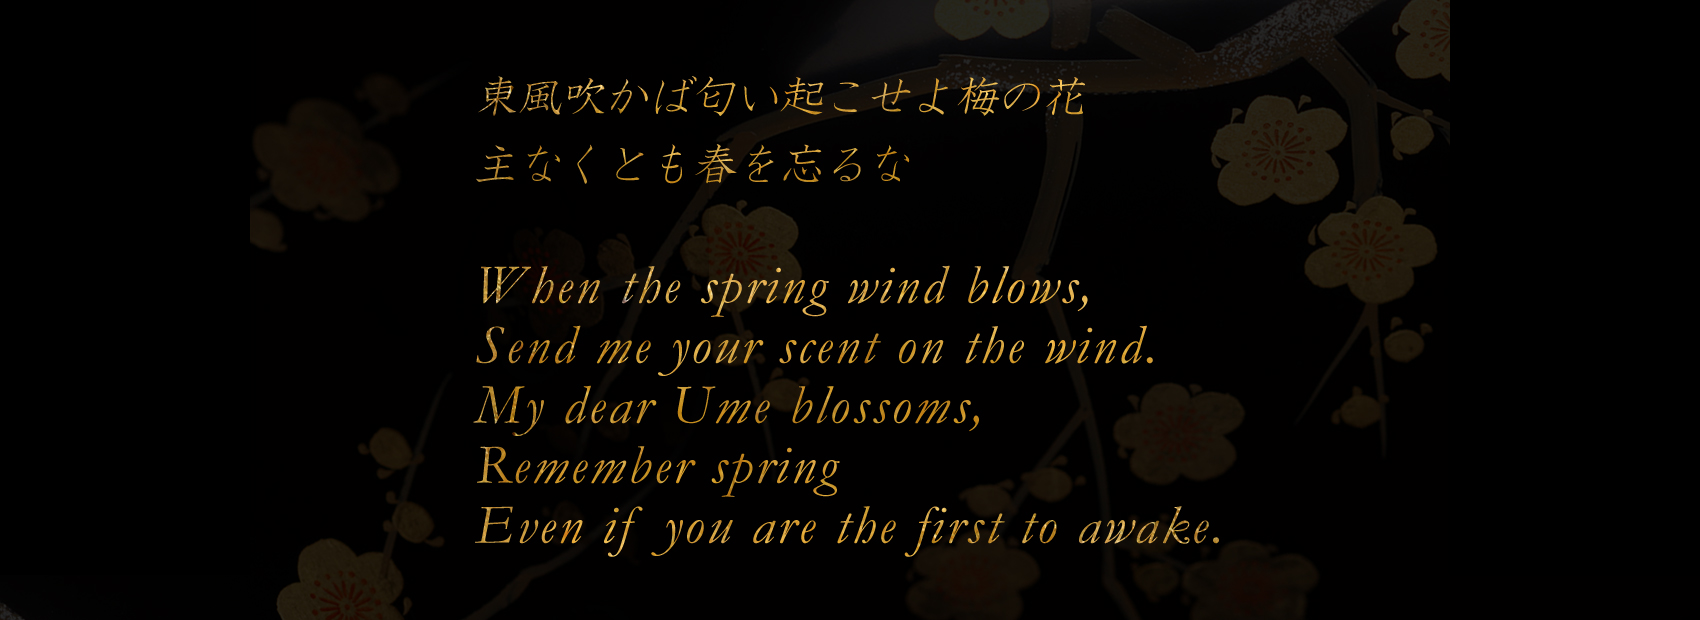 東風吹かば匂い起こせよ梅の花
主なくとも春を忘るな
When the spring wind blows,
Send me your scent on the wind.
My dear Ume blossoms,
Remember spring
Even if you are the first to awake.